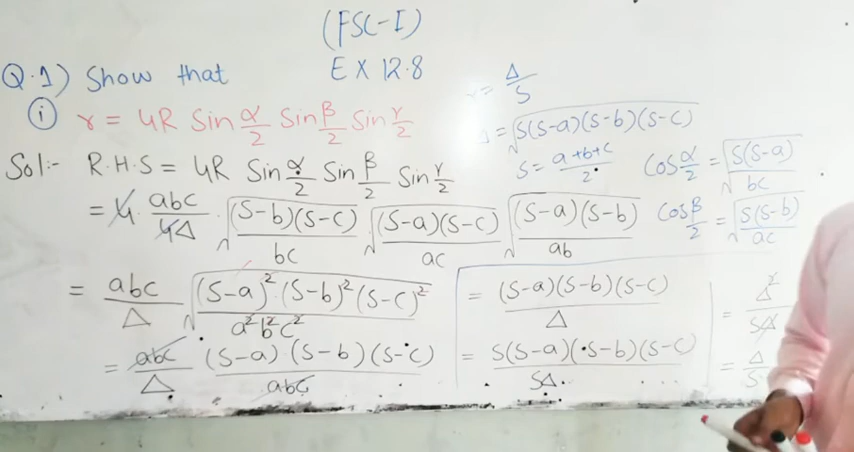 (FSC-I)
EX 12.8
Q.1) Show that
(i) r = 4R Sin α/2 Sin β/2 Sin γ/2
r = Δ/S
Δ = √(S(S-a)(S-b)(S-c))
S = (a+b+c)/2
Cos α/2 = √(S(S-a)/bc)
Cos β/2 = √(S(S-b)/ac)
Sol:- R.H.S = 4R Sin α/2 Sin β/2 Sin γ/2
= 4 · abc/4Δ · √((S-b)(S-c)/bc) √((S-a)(S-c)/ac) √((S-a)(S-b)/ab)
= abc/Δ √((S-a)²·(S-b)²(S-c)²/a²b²c²)
= abc/Δ (S-a)·(S-b)(S-c)/abc
= (S-a)(S-b)(S-c)/Δ
= S(S-a)(S-b)(S-c)/SΔ
= Δ²/SΔ
= Δ/S